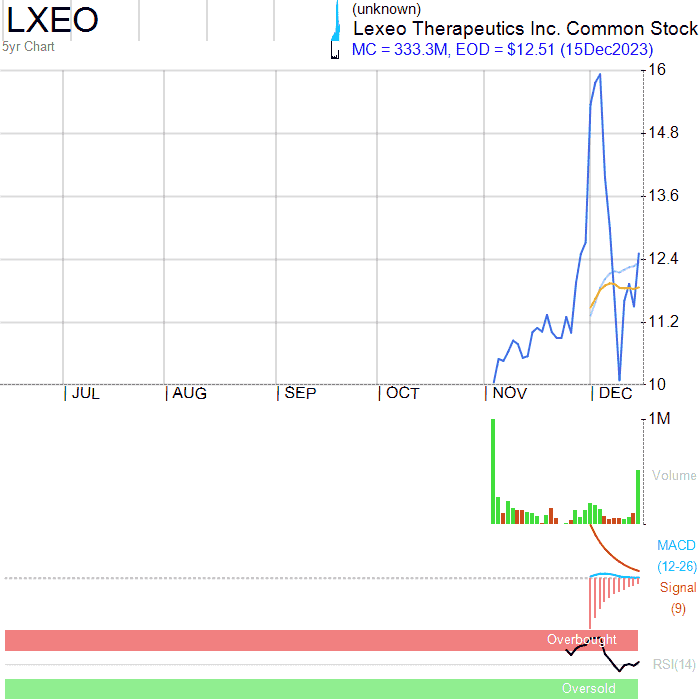 LXEO
5yr Chart
(unknown)
Lexeo Therapeutics Inc. Common Stock
MC = 333.3M, EOD = $12.51 (15Dec2023)
16
14.8
13.6
12.4
11.2
10
| JUL | AUG | SEP | OCT | NOV | DEC
1M
Volume
MACD
(12-26)
Signal
(9)
Overbought
RSI(14)
Oversold